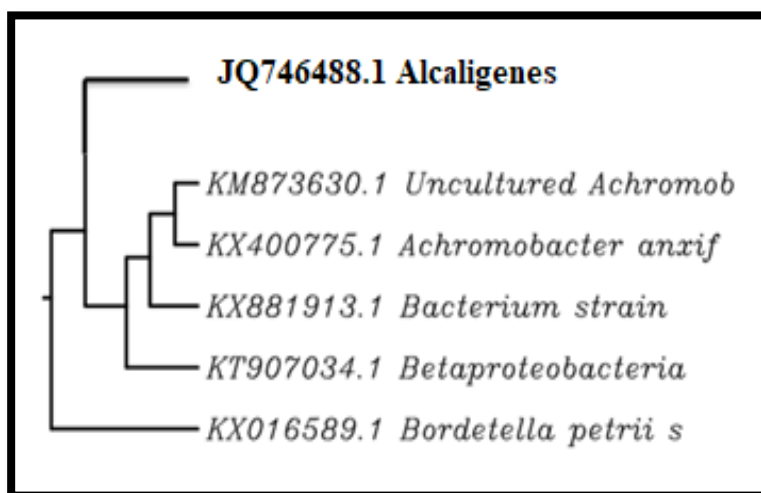 JQ746488.1 Alcaligenes
KM873630.1 Uncultured Achromob
KX400775.1 Achromobacter anxif
KX881913.1 Bacterium strain
KT907034.1 Betaproteobacteria
KX016589.1 Bordetella petrii s